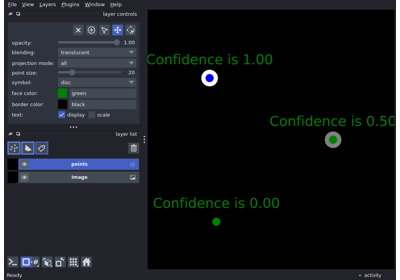 File View Layers Plugins Window Help
layer controls
opacity: 1.00
blending: translucent
projection mode: all
point size: 20
symbol: disc
face color: green
border color: black
text: display scale
layer list
points
Image
Confidence is 1.00
Confidence is 0.50
Confidence is 0.00
Ready
activity